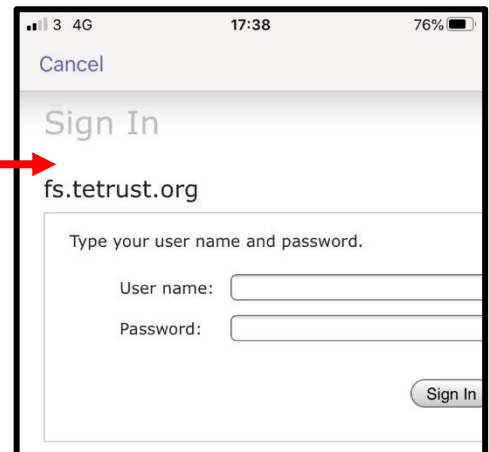 3 4G 17:38 76%
Cancel
Sign In
fs.tetrust.org
Type your user name and password.
User name:
Password:
Sign In